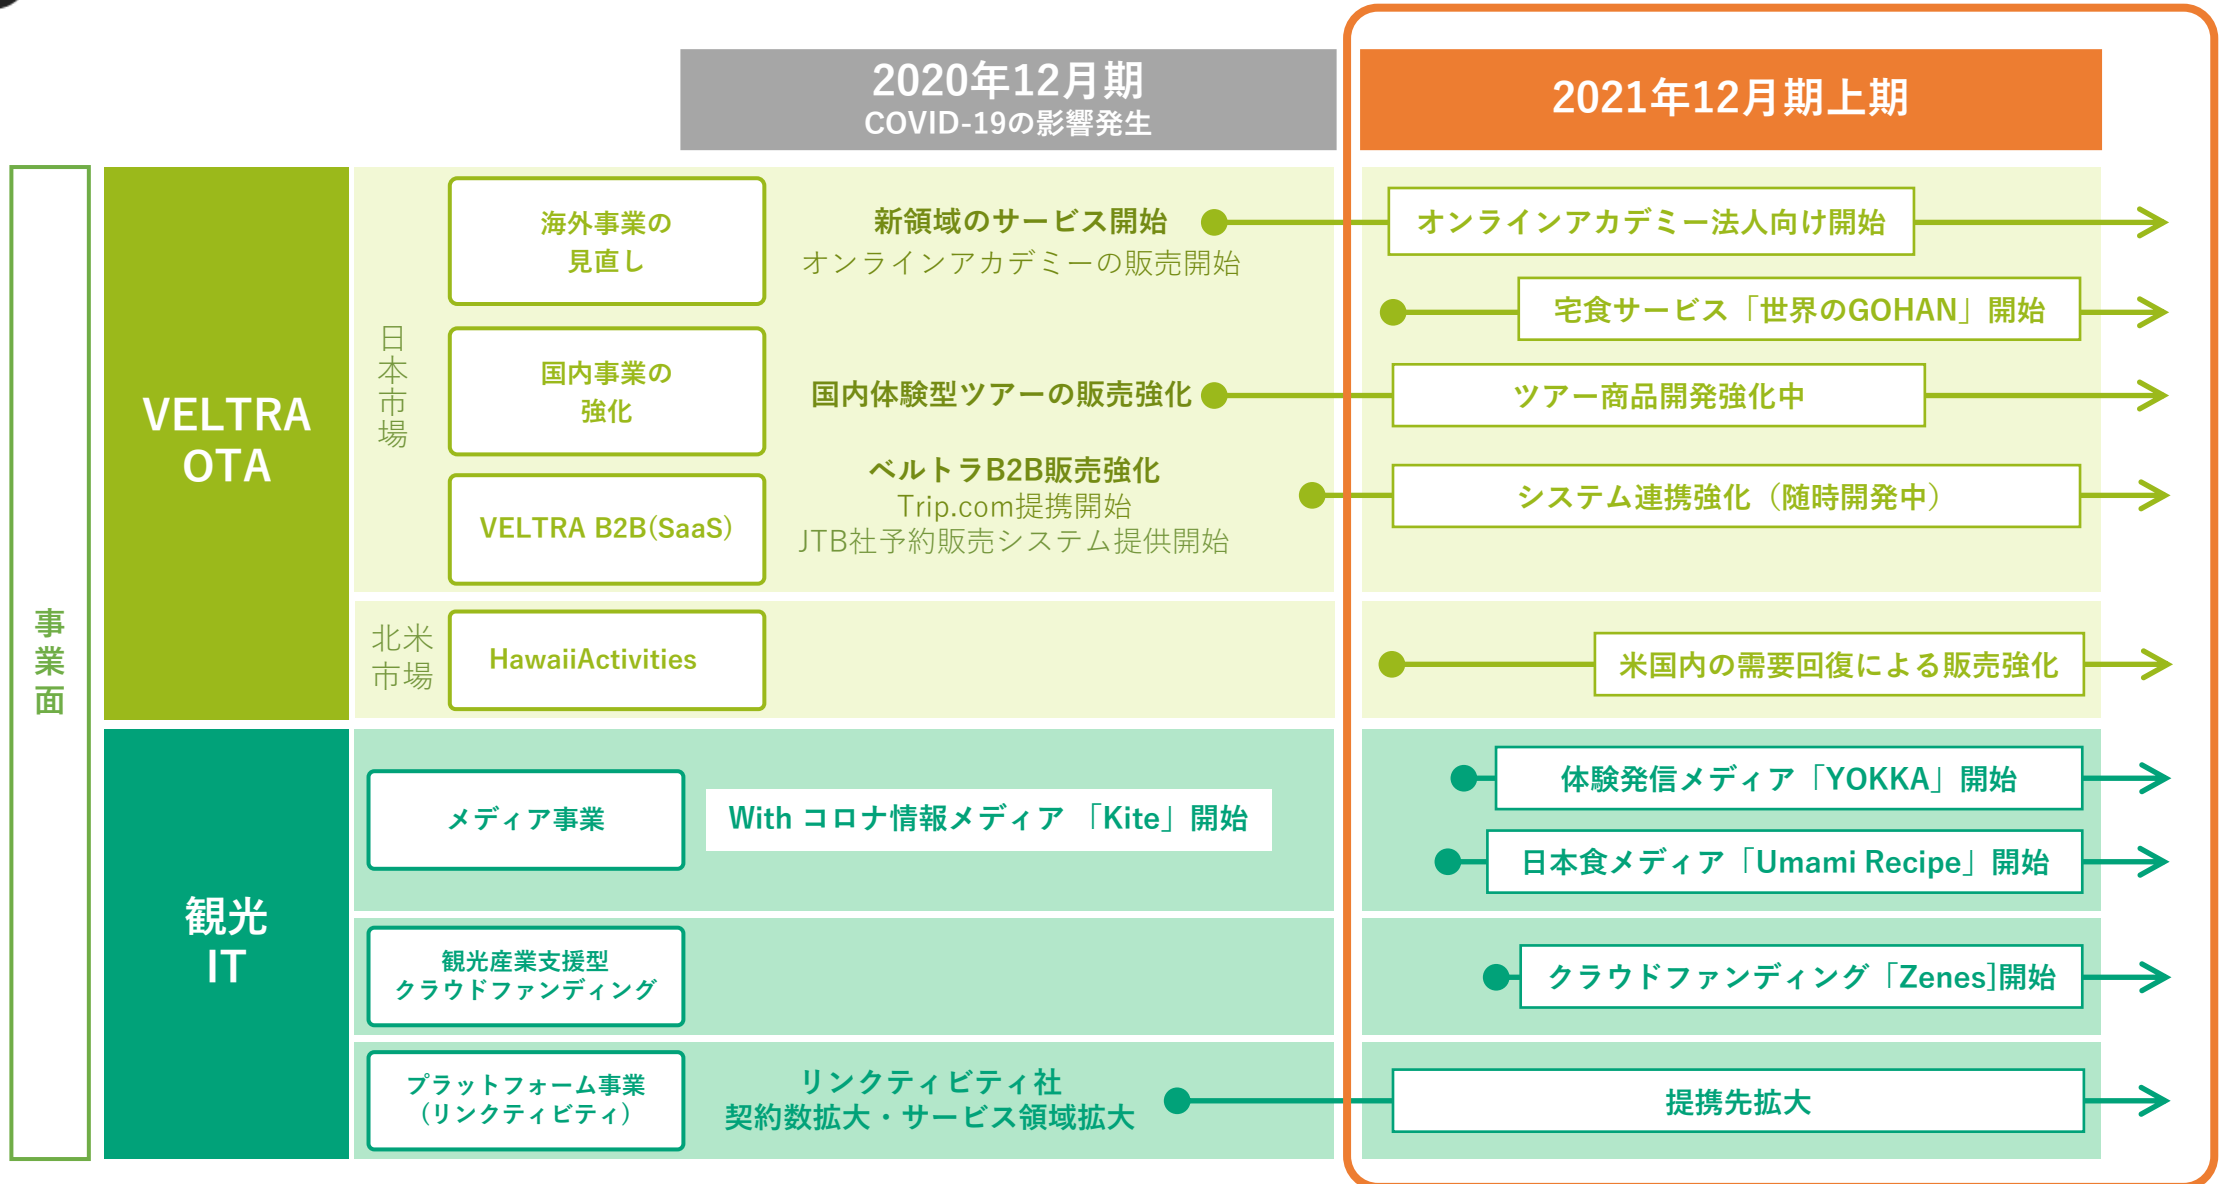 2020年12月期
COVID-19の影響発生
2021年12月期上期
事業面
VELTRA
OTA
日本市場
海外事業の
見直し
新領域のサービス開始
オンラインアカデミーの販売開始
オンラインアカデミー法人向け開始
宅食サービス「世界のGOHAN」開始
国内事業の
強化
国内体験型ツアーの販売強化
ツアー商品開発強化中
VELTRA B2B(SaaS)
ベルトラB2B販売強化
Trip.com提携開始
JTB社予約販売システム提供開始
システム連携強化（随時開発中）
北米
市場
HawaiiActivities
米国内の需要回復による販売強化
観光
IT
メディア事業
With コロナ情報メディア 「Kite」開始
体験発信メディア「YOKKA」開始
日本食メディア「Umami Recipe」開始
観光産業支援型
クラウドファンディング
クラウドファンディング「Zenes]開始
プラットフォーム事業
（リンクティビティ）
リンクティビティ社
契約数拡大・サービス領域拡大
提携先拡大